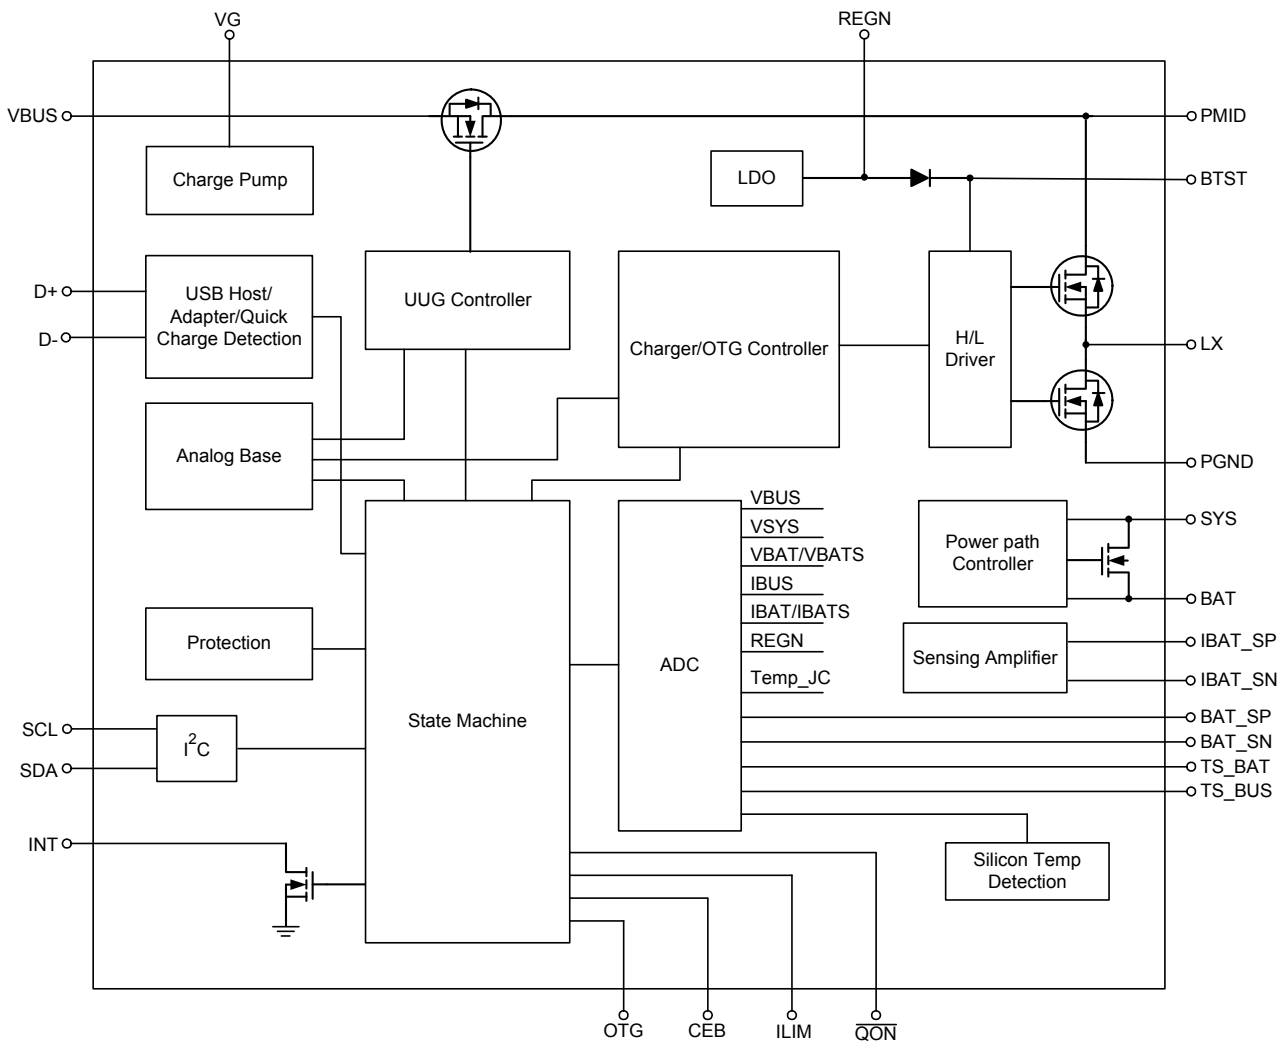 VG
REGN
VBUS
PMID
Charge Pump
LDO
BTST
D+
D-
USB Host/
Adapter/Quick
Charge Detection
UUG Controller
Charger/OTG Controller
H/L
Driver
LX
Analog Base
PGND
VBUS
VSYS
VBAT/VBATS
IBUS
IBAT/IBATS
REGN
Temp_JC
ADC
Power path
Controller
SYS
BAT
Sensing Amplifier
IBAT_SP
IBAT_SN
BAT_SP
BAT_SN
TS_BAT
TS_BUS
Protection
State Machine
SCL
SDA
I2C
INT
Silicon Temp
Detection
OTG
CEB
ILIM
QON